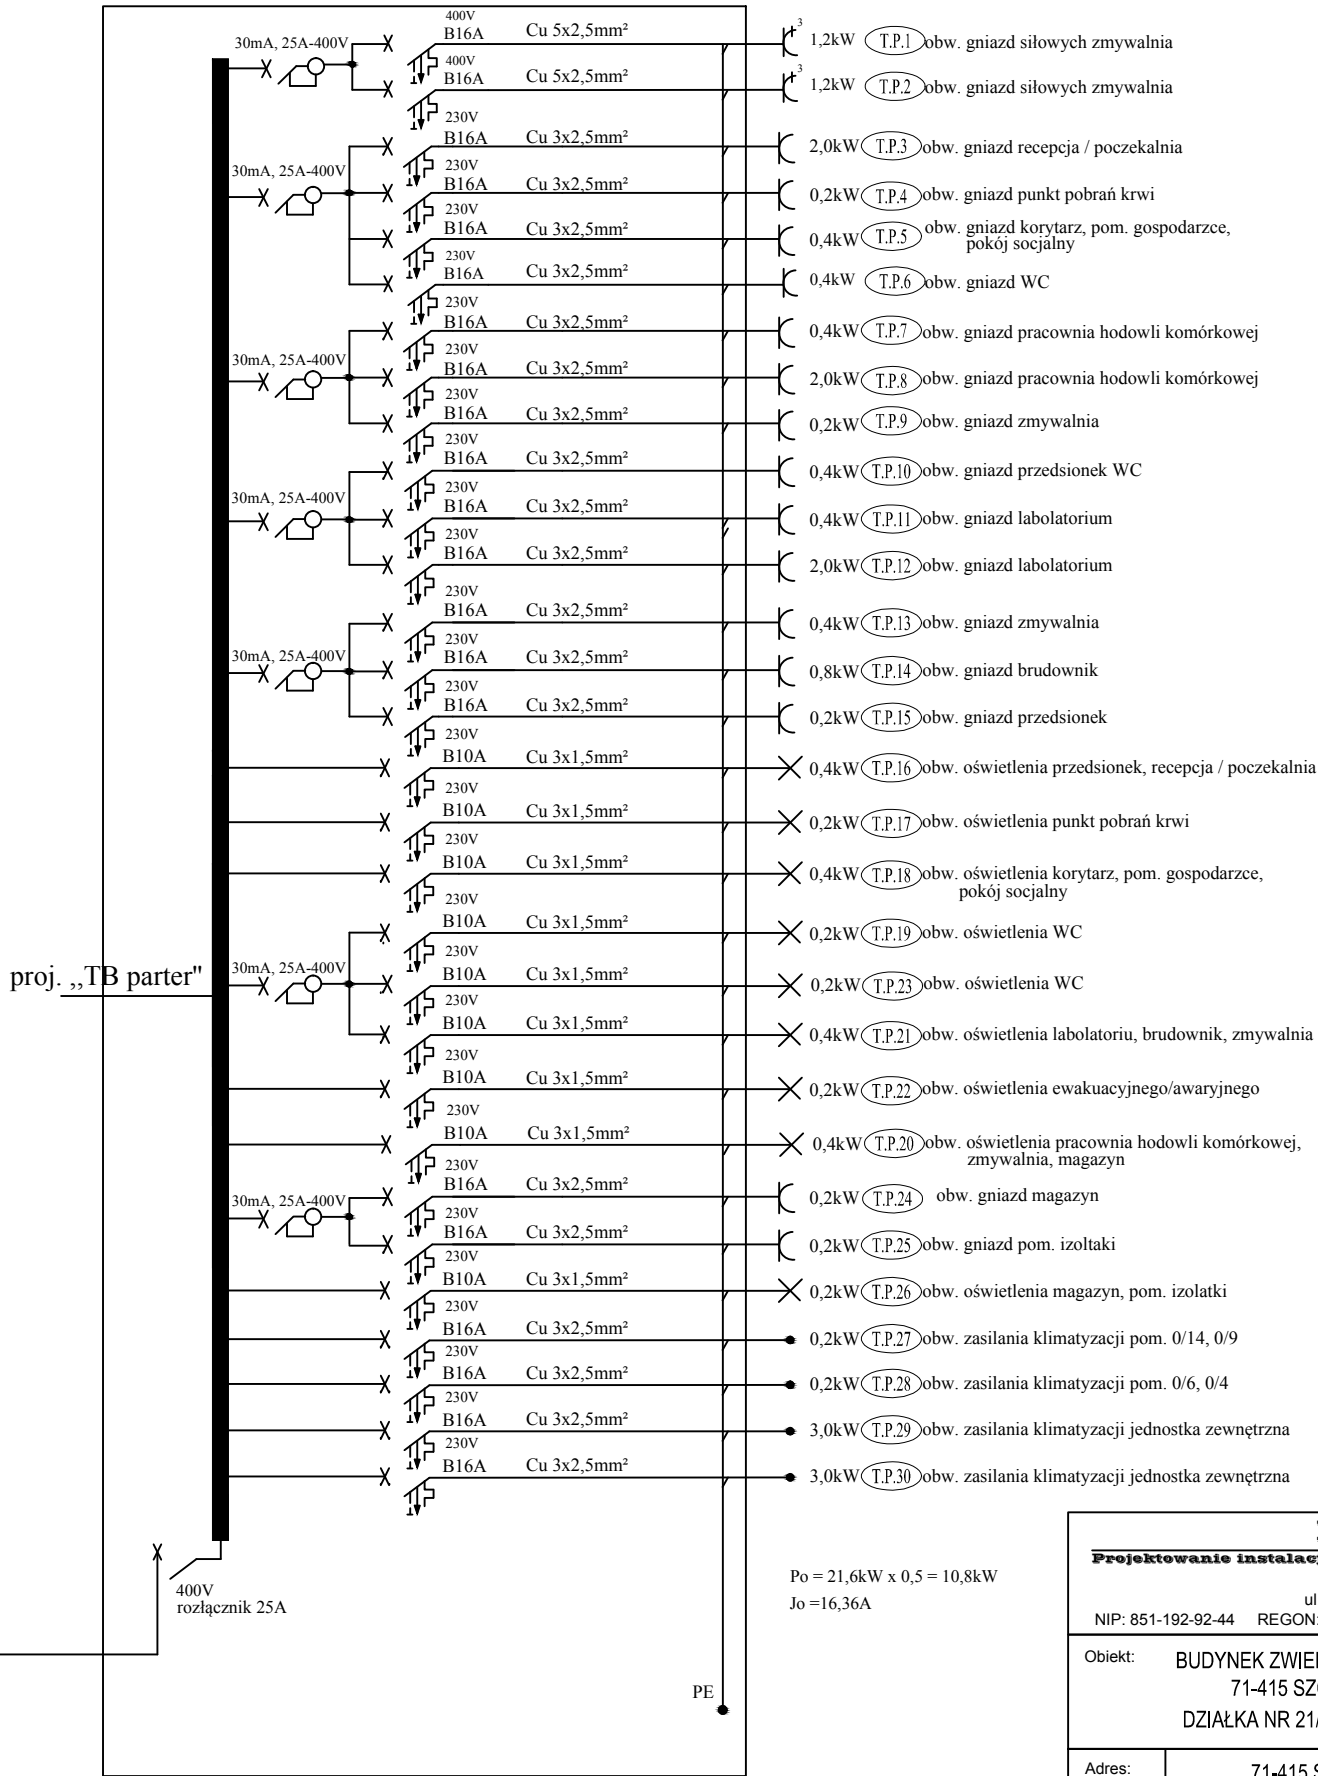 400V
B16A Cu 5x2,5mm²
30mA, 25A-400V
3
1,2kW T.P.1 obw. gniazd siłowych zmywalnia
400V
B16A Cu 5x2,5mm²
3
1,2kW T.P.2 obw. gniazd siłowych zmywalnia
230V
B16A Cu 3x2,5mm²
2,0kW T.P.3 obw. gniazd recepcja / poczekalnia
30mA, 25A-400V
230V
B16A Cu 3x2,5mm²
0,2kW T.P.4 obw. gniazd punkt pobrań krwi
230V
B16A Cu 3x2,5mm²
0,4kW T.P.5 obw. gniazd korytarz, pom. gospodarzce,
pokój socjalny
230V
B16A Cu 3x2,5mm²
0,4kW T.P.6 obw. gniazd WC
230V
B16A Cu 3x2,5mm²
0,4kW T.P.7 obw. gniazd pracownia hodowli komórkowej
30mA, 25A-400V
230V
B16A Cu 3x2,5mm²
2,0kW T.P.8 obw. gniazd pracownia hodowli komórkowej
230V
B16A Cu 3x2,5mm²
0,2kW T.P.9 obw. gniazd zmywalnia
230V
B16A Cu 3x2,5mm²
0,4kW T.P.10 obw. gniazd przedsionek WC
30mA, 25A-400V
230V
B16A Cu 3x2,5mm²
0,4kW T.P.11 obw. gniazd labolatorium
230V
B16A Cu 3x2,5mm²
2,0kW T.P.12 obw. gniazd labolatorium
230V
B16A Cu 3x2,5mm²
0,4kW T.P.13 obw. gniazd zmywalnia
30mA, 25A-400V
230V
B16A Cu 3x2,5mm²
0,8kW T.P.14 obw. gniazd brudownik
230V
B16A Cu 3x2,5mm²
0,2kW T.P.15 obw. gniazd przedsionek
230V
B10A Cu 3x1,5mm²
0,4kW T.P.16 obw. oświetlenia przedsionek, recepcja / poczekalnia
230V
B10A Cu 3x1,5mm²
0,2kW T.P.17 obw. oświetlenia punkt pobrań krwi
230V
B10A Cu 3x1,5mm²
0,4kW T.P.18 obw. oświetlenia korytarz, pom. gospodarzce,
pokój socjalny
230V
B10A Cu 3x1,5mm²
0,2kW T.P.19 obw. oświetlenia WC
proj. ,,TB parter"
30mA, 25A-400V
230V
B10A Cu 3x1,5mm²
0,2kW T.P.23 obw. oświetlenia WC
230V
B10A Cu 3x1,5mm²
0,4kW T.P.21 obw. oświetlenia labolatoriu, brudownik, zmywalnia
230V
B10A Cu 3x1,5mm²
0,2kW T.P.22 obw. oświetlenia ewakuacyjnego/awaryjnego
230V
B10A Cu 3x1,5mm²
0,4kW T.P.20 obw. oświetlenia pracownia hodowli komórkowej,
zmywalnia, magazyn
230V
B16A Cu 3x2,5mm²
30mA, 25A-400V
0,2kW T.P.24 obw. gniazd magazyn
230V
B16A Cu 3x2,5mm²
0,2kW T.P.25 obw. gniazd pom. izoltaki
230V
B10A Cu 3x1,5mm²
0,2kW T.P.26 obw. oświetlenia magazyn, pom. izolatki
230V
B16A Cu 3x2,5mm²
0,2kW T.P.27 obw. zasilania klimatyzacji pom. 0/14, 0/9
230V
B16A Cu 3x2,5mm²
0,2kW T.P.28 obw. zasilania klimatyzacji pom. 0/6, 0/4
230V
B16A Cu 3x2,5mm²
3,0kW T.P.29 obw. zasilania klimatyzacji jednostka zewnętrzna
230V
B16A Cu 3x2,5mm²
3,0kW T.P.30 obw. zasilania klimatyzacji jednostka zewnętrzna
400V
rozłącznik 25A
Po = 21,6kW x 0,5 = 10,8kW
Jo =16,36A
PE
Projektowanie instalac
ul
NIP: 851-192-92-44 REGON:
Obiekt: BUDYNEK ZWIE
71-415 SZ
DZIAŁKA NR 21/
Adres: 71-415 S